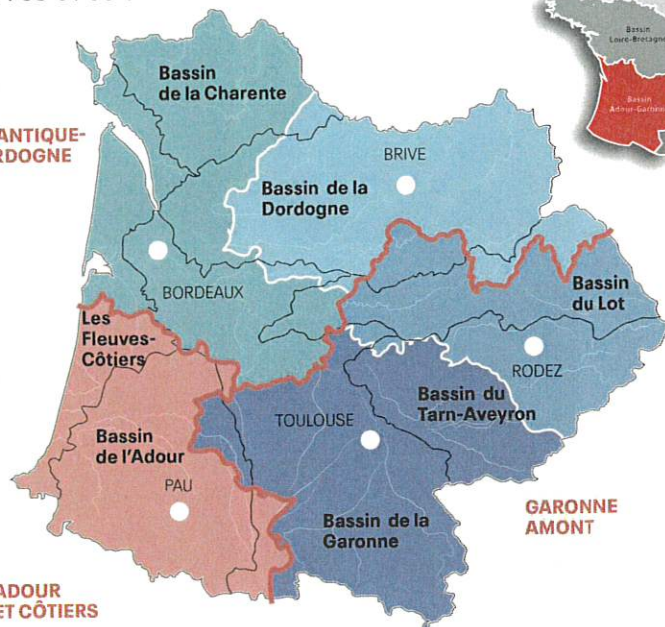 Bassin
Loire-Bretagne
Bassin
Adour-Garonne
Bassin
de la Charente
ANTIQUE-
RDOGNE
BRIVE
Bassin de la
Dordogne
BORDEAUX
Bassin
du Lot
Les
Fleuves-
Côtiers
RODEZ
Bassin du
Tarn-Aveyron
TOULOUSE
Bassin
de l'Adour
PAU
GARONNE
AMONT
Bassin de la
Garonne
ADOUR
ET CÔTIERS